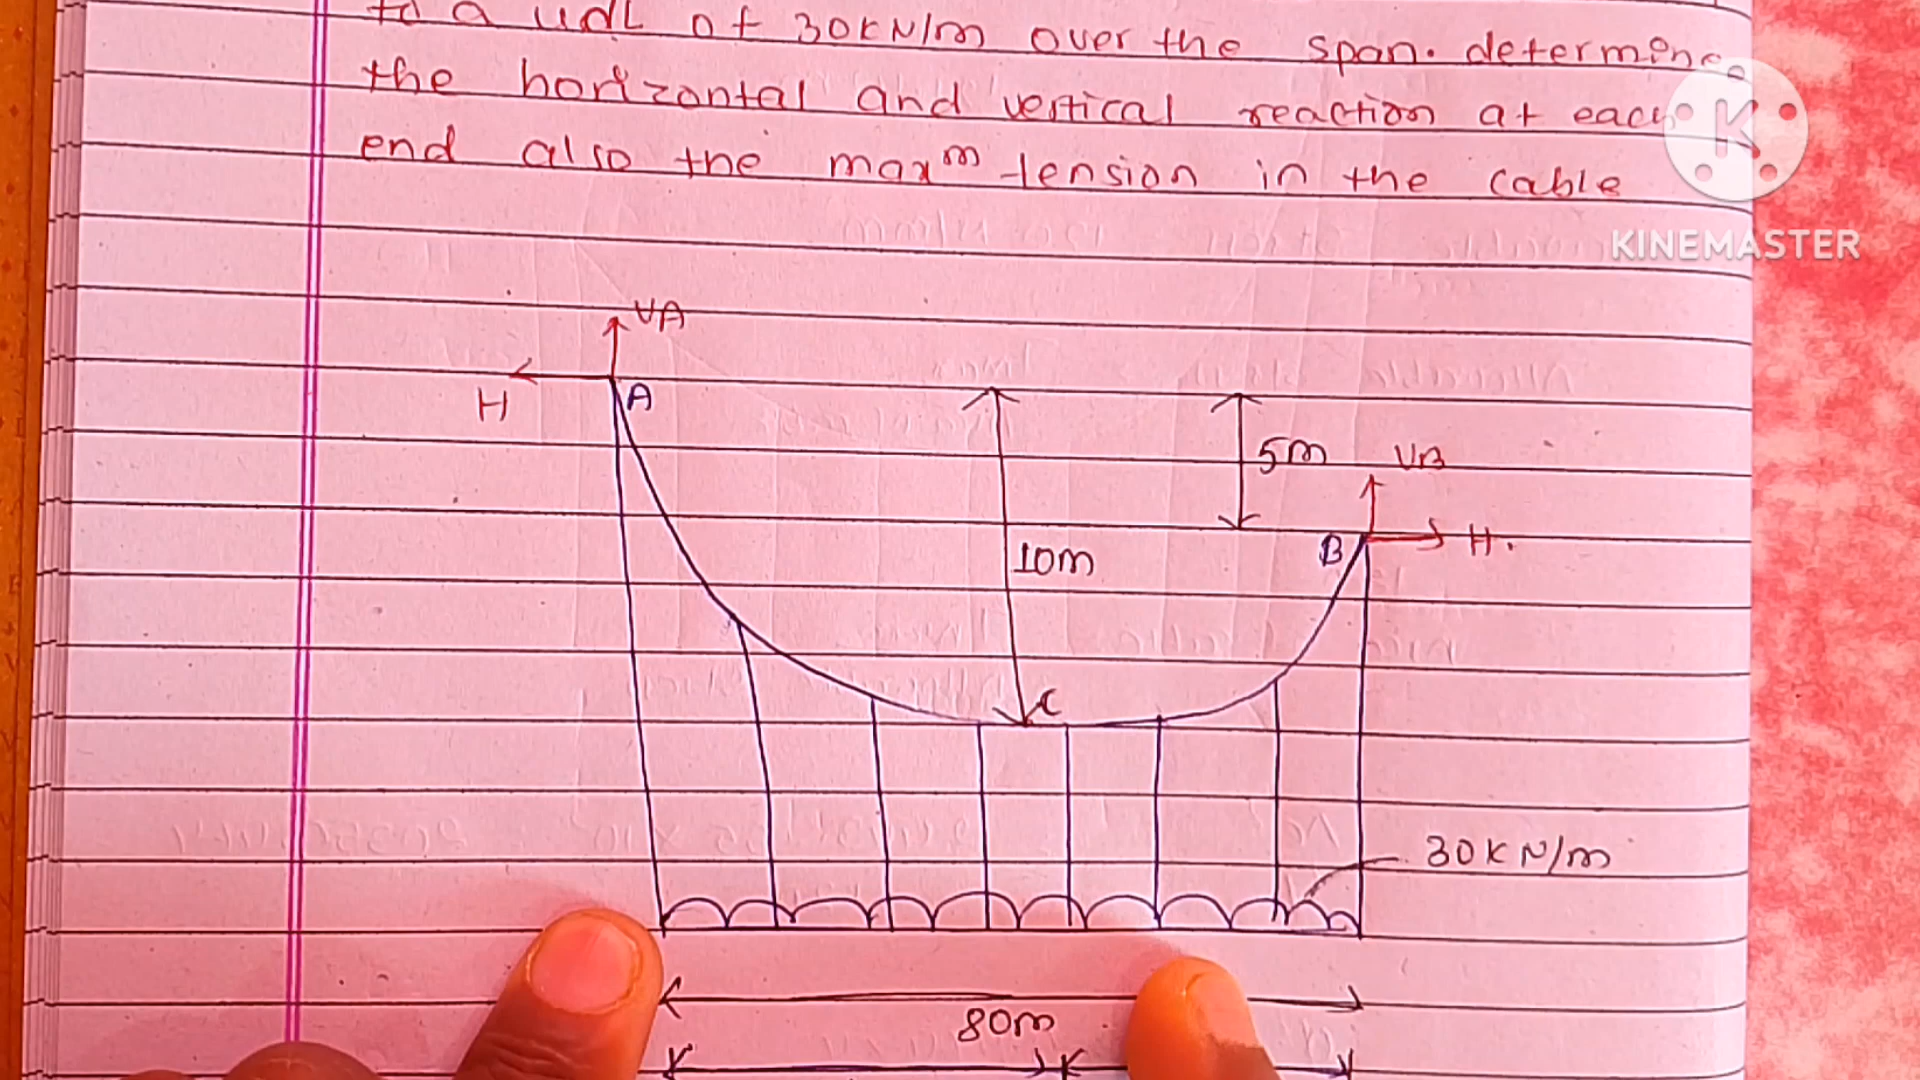 to a udl of 30kN/m over the span. determine
the horizontal and vertical reaction at each
end also the maxm tension in the cable
K
KINEMASTER
VA
H
A
5m
VB
B
H.
10m
C
30kN/m
80m